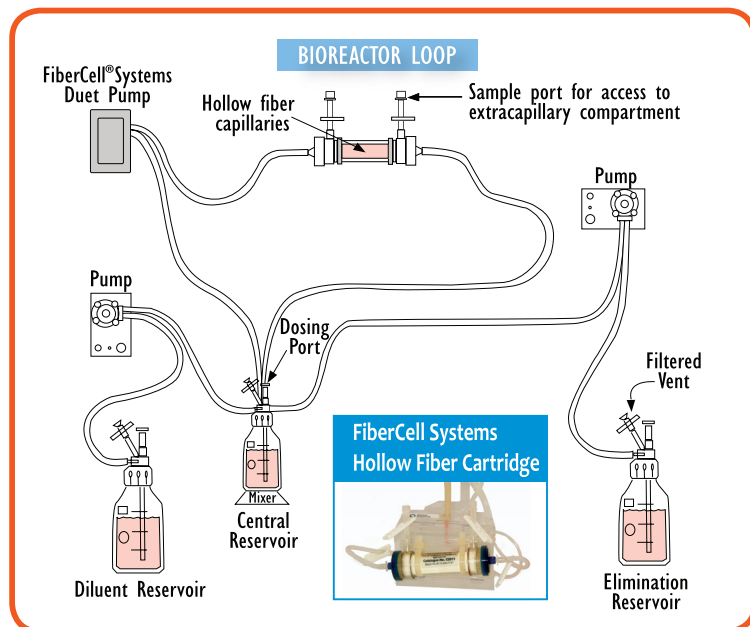 BIOREACTOR LOOP
FiberCell®Systems
Duet Pump
Hollow fiber
capillaries
Sample port for access to
extracapillary compartment
Pump
Pump
Dosing
Port
Filtered
Vent
FiberCell Systems
Hollow Fiber Cartridge
Mixer
Central
Reservoir
Diluent Reservoir
Elimination
Reservoir